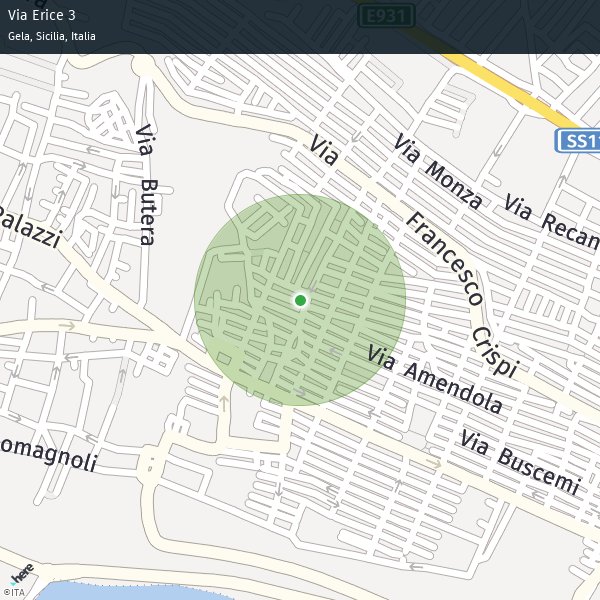 Via Erice 3
Gela, Sicilia, Italia
E931
SS11
Via Monza
Via Recan
Via Francesco Crispi
Via Butera
Palazzi
Via Amendola
Via Buscemi
omagnoli
here
©ITA